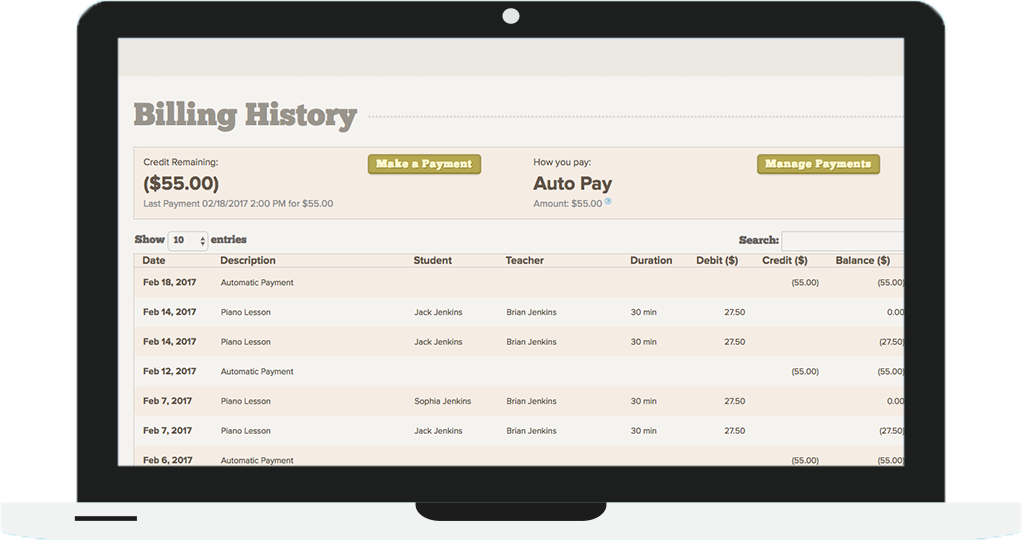 Billing History
Credit Remaining: Make a Payment How you pay: Manage Payments
($55.00) Auto Pay
Last Payment 02/18/2017 2:00 PM for $55.00 Amount: $55.00
Show 10 entries Search:
Date Description Student Teacher Duration Debit ($) Credit ($) Balance ($)
Feb 18, 2017 Automatic Payment (55.00) (55.00)
Feb 14, 2017 Piano Lesson Jack Jenkins Brian Jenkins 30 min 27.50 0.00
Feb 14, 2017 Piano Lesson Jack Jenkins Brian Jenkins 30 min 27.50 (27.50)
Feb 12, 2017 Automatic Payment (55.00) (55.00)
Feb 7, 2017 Piano Lesson Sophia Jenkins Brian Jenkins 30 min 27.50 0.00
Feb 7, 2017 Piano Lesson Jack Jenkins Brian Jenkins 30 min 27.50 (27.50)
Feb 6, 2017 Automatic Payment (55.00) (55.00)